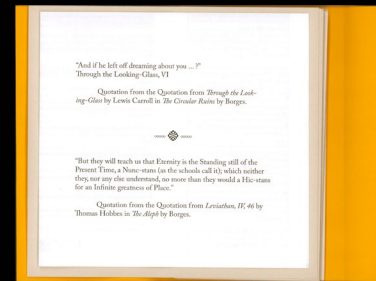 "And if he left off dreaming about you ... ?"
Through the Looking-Glass, VI
Quotation from the Quotation from Through the Look-
ing-Glass by Lewis Carroll in The Circular Ruins by Borges.
"But they will teach us that Eternity is the Standing still of the
Present Time, a Nunc-stans (as the schools call it); which neither
they, nor any else understand, no more than they would a Hic-stans
for an Infinite greatness of Place."
Quotation from the Quotation from Leviathan, IV, 46 by
Thomas Hobbes in The Aleph by Borges.